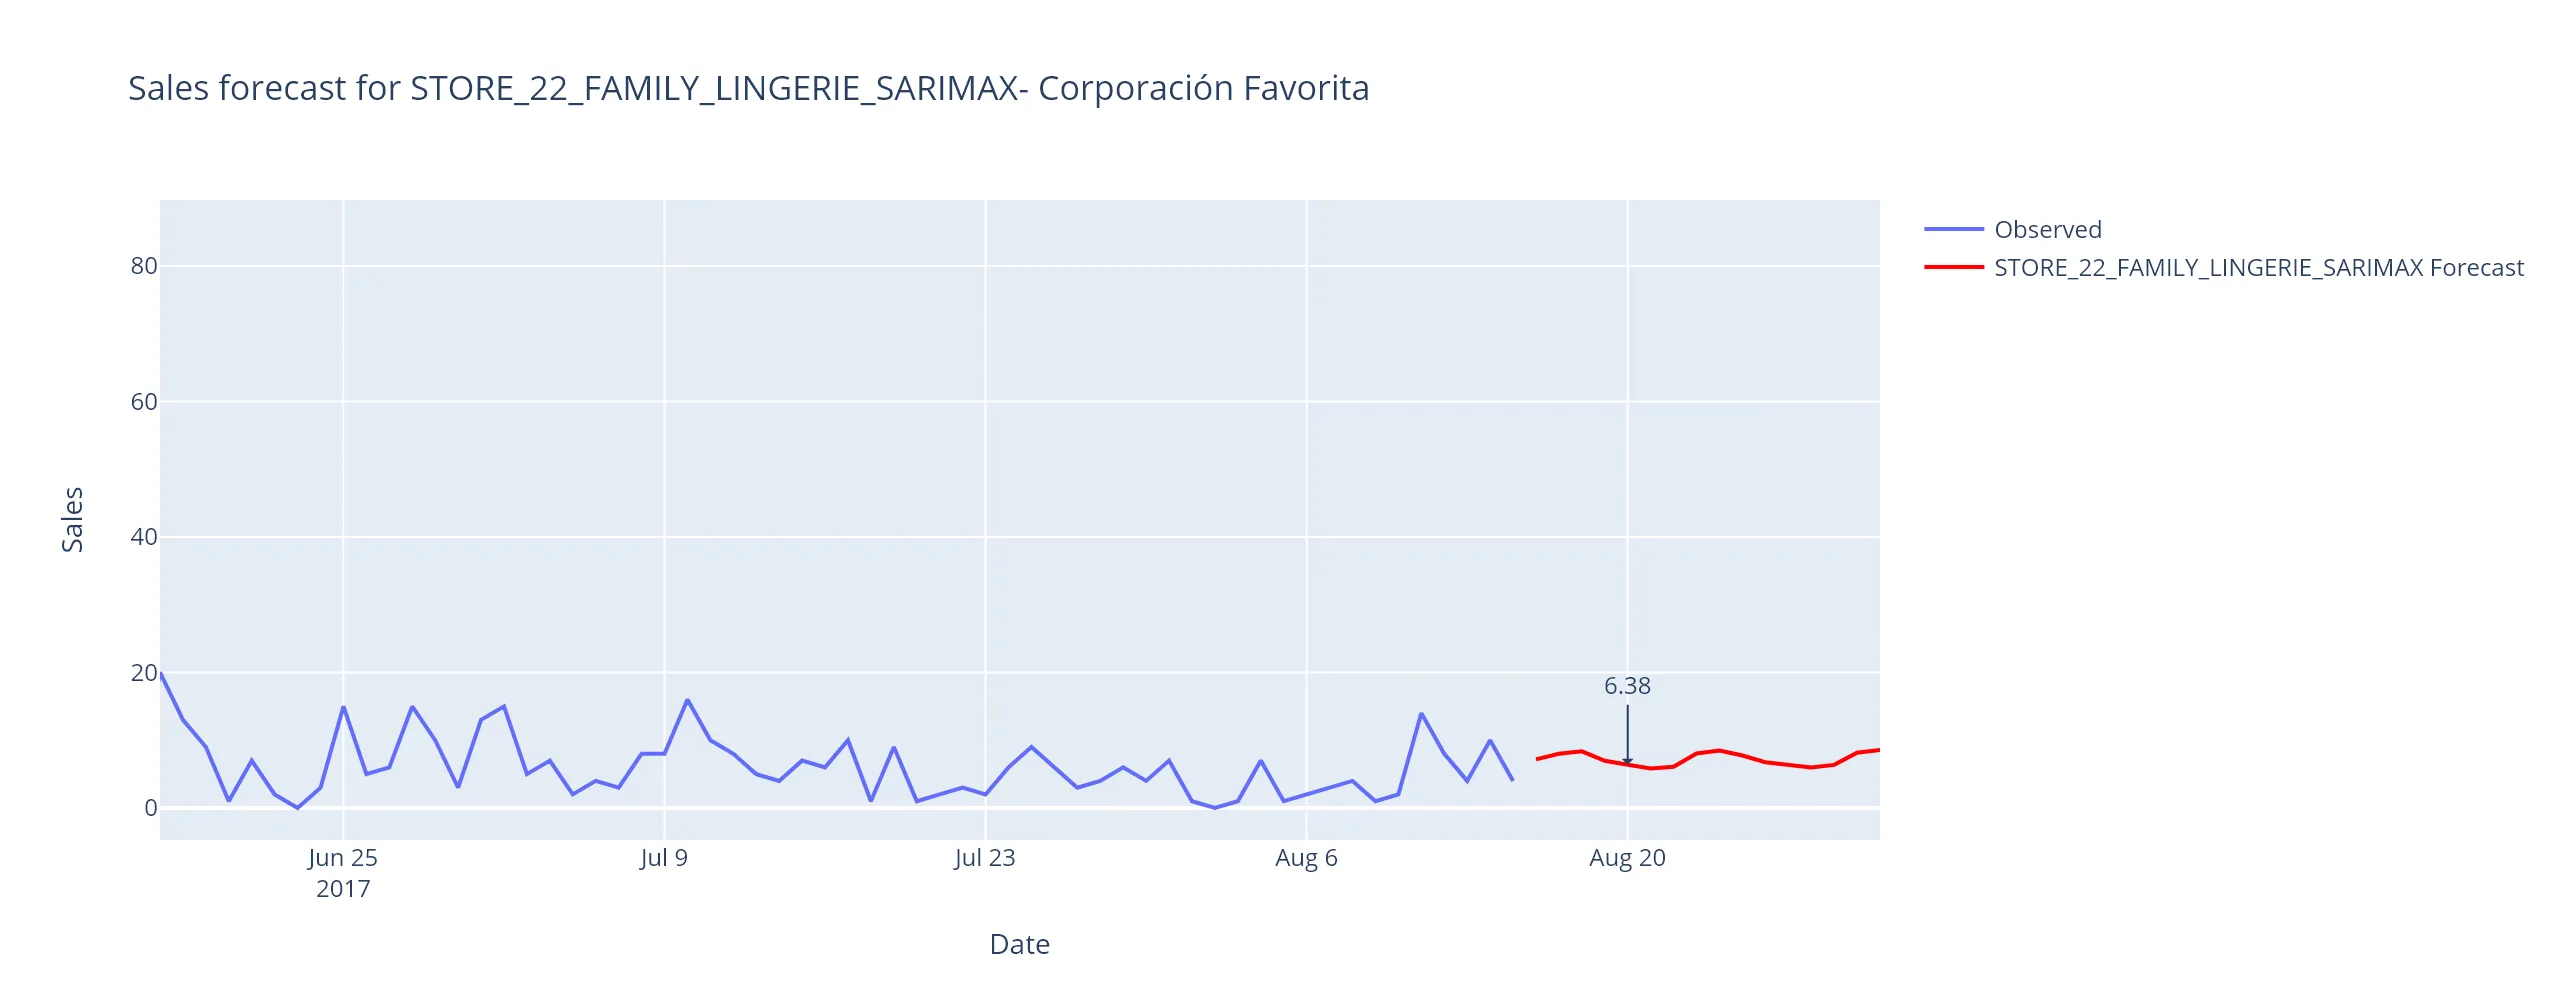 Sales forecast for STORE_22_FAMILY_LINGERIE_SARIMAX- Corporación Favorita
Observed
STORE_22_FAMILY_LINGERIE_SARIMAX Forecast
80
60
40
20
0
Sales
6.38
Jun 25
2017
Jul 9
Jul 23
Aug 6
Aug 20
Date